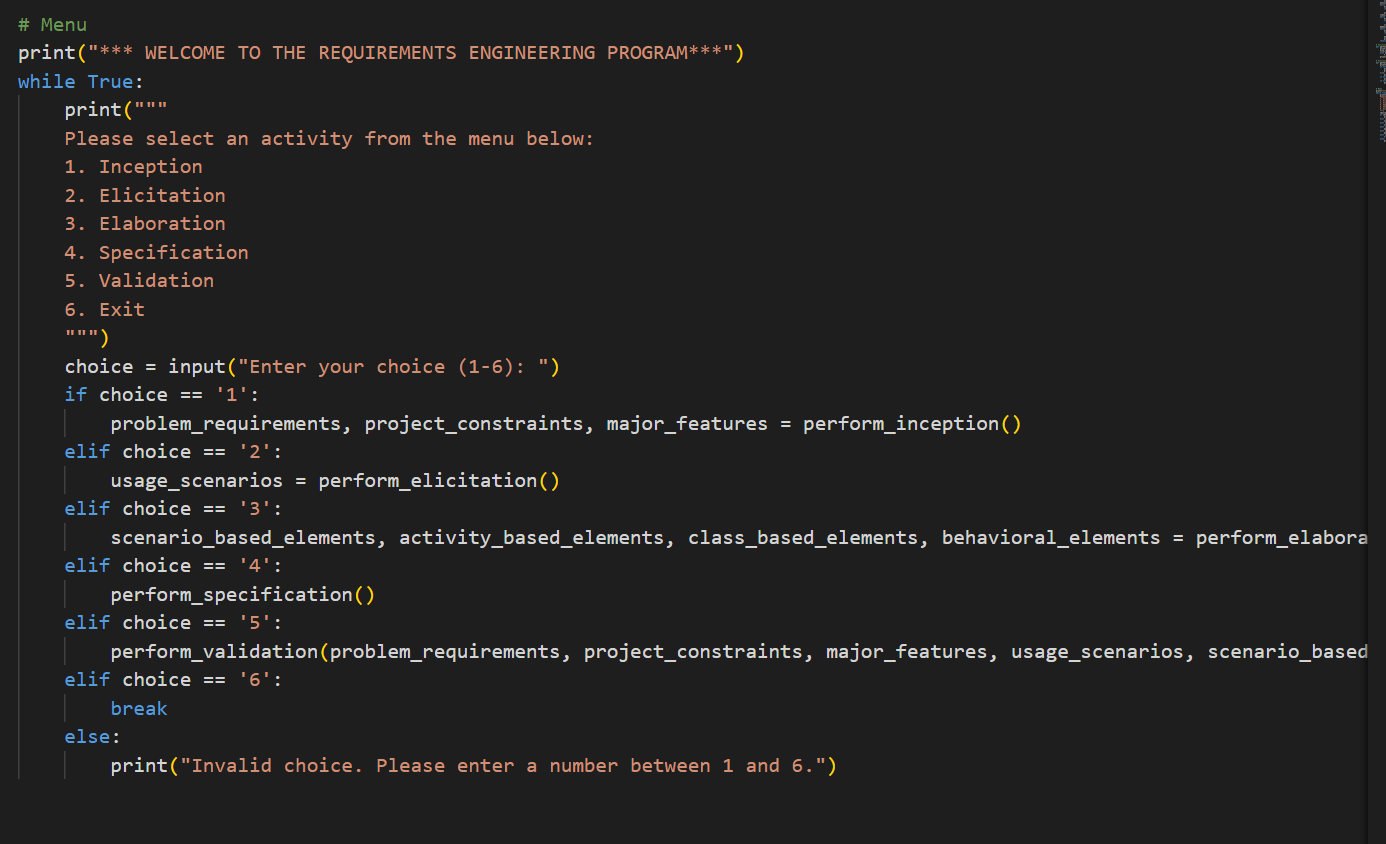 # Menu
print("*** WELCOME TO THE REQUIREMENTS ENGINEERING PROGRAM***")
while True:
    print("""
    Please select an activity from the menu below:
    1. Inception
    2. Elicitation
    3. Elaboration
    4. Specification
    5. Validation
    6. Exit
    """)
    choice = input("Enter your choice (1-6): ")
    if choice == '1':
        problem_requirements, project_constraints, major_features = perform_inception()
    elif choice == '2':
        usage_scenarios = perform_elicitation()
    elif choice == '3':
        scenario_based_elements, activity_based_elements, class_based_elements, behavioral_elements = perform_elabora
    elif choice == '4':
        perform_specification()
    elif choice == '5':
        perform_validation(problem_requirements, project_constraints, major_features, usage_scenarios, scenario_based
    elif choice == '6':
        break
    else:
        print("Invalid choice. Please enter a number between 1 and 6.")